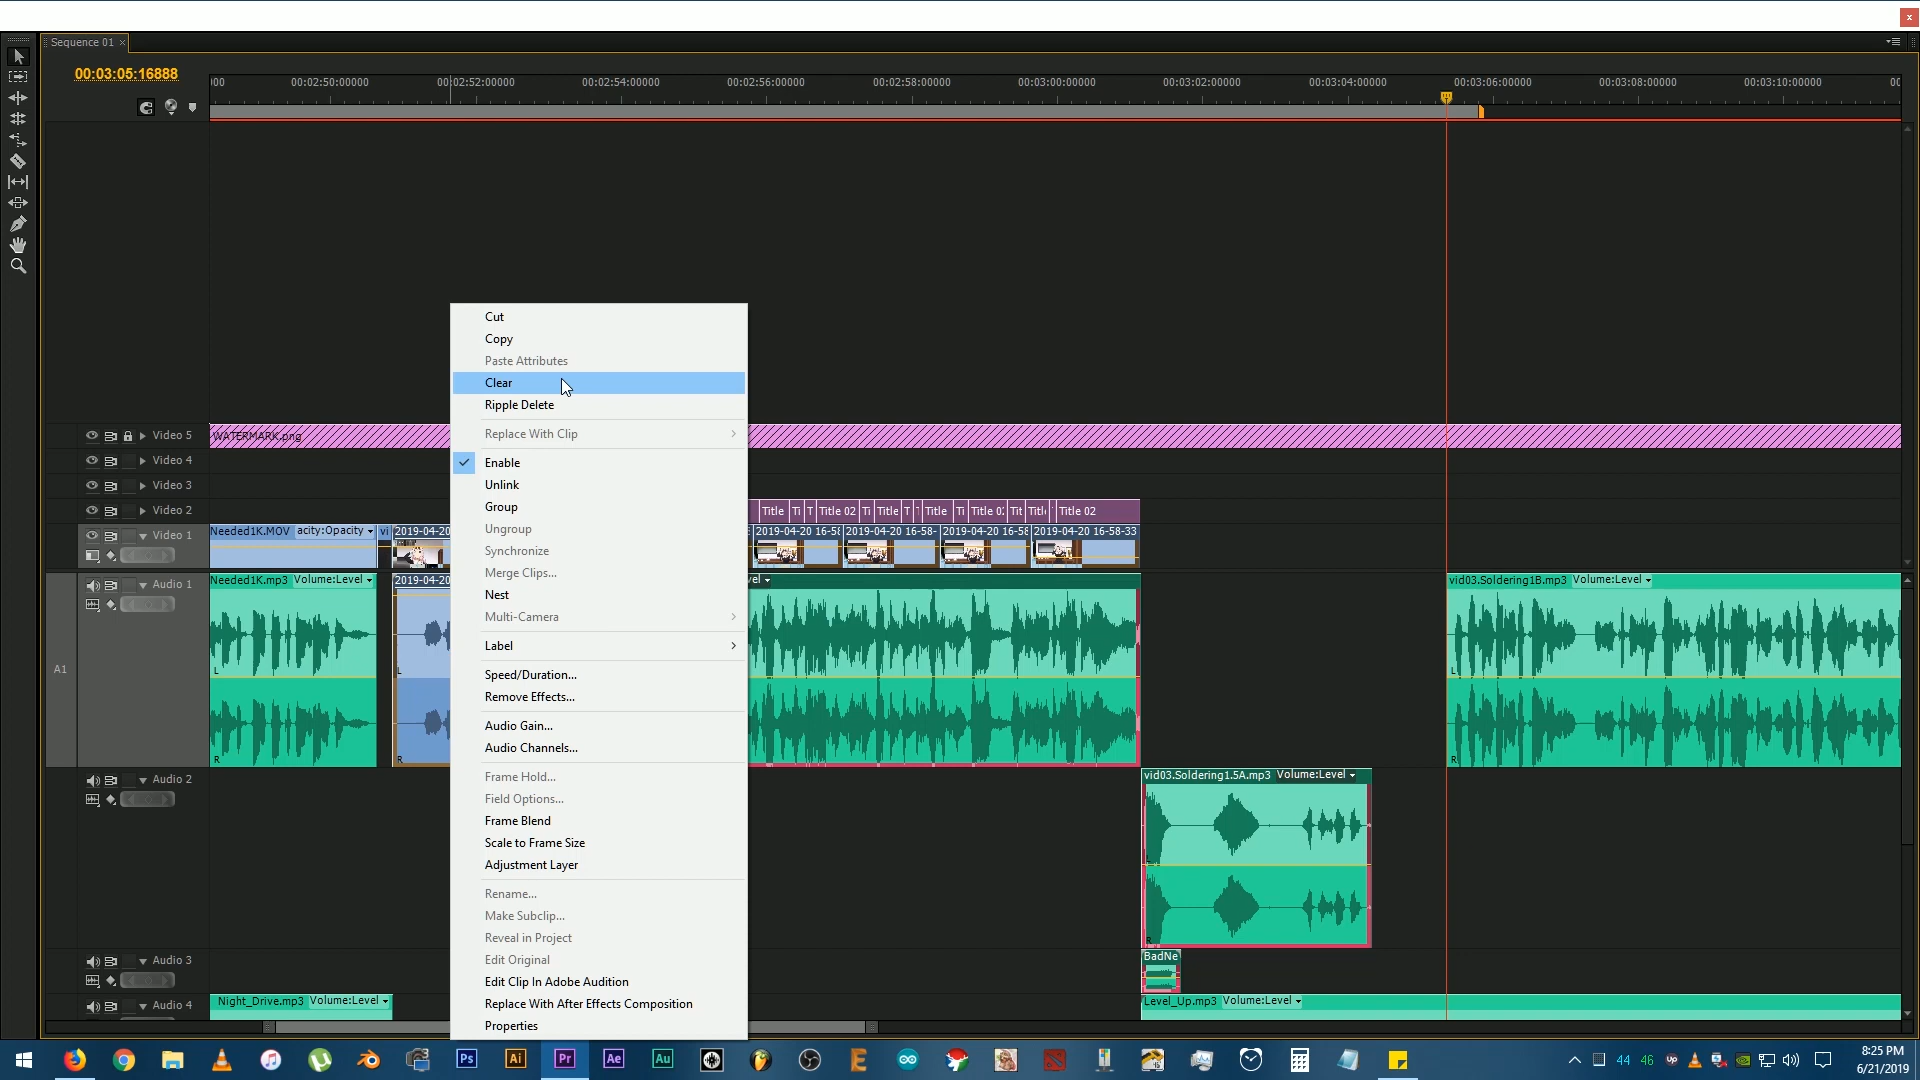 x
Sequence 01 ×
00:03:05:16888
00:02:50:00000 00:02:52:00000 00:02:54:00000 00:02:56:00000 00:02:58:00000 00:03:00:00000 00:03:02:00000 00:03:04:00000 00:03:06:00000 00:03:08:00000 00:03:10:00000
Cut
Copy
Paste Attributes
Clear
Ripple Delete
Replace With Clip
Enable
Unlink
Group
Ungroup
Synchronize
Merge Clips...
Nest
Multi-Camera
Label
Speed/Duration...
Remove Effects...
Audio Gain...
Audio Channels...
Frame Hold...
Field Options...
Frame Blend
Scale to Frame Size
Adjustment Layer
Rename...
Make Subclip...
Reveal in Project
Edit Original
Edit Clip In Adobe Audition
Replace With After Effects Composition
Properties
Video 5 WATERMARK.png
Video 4
Video 3
Video 2 Title Ti T Title 02 Ti Title T Title Ti Title 0 Tit Title Title 02
Video 1 Needed1K.MOV acity:Opacity vi 2019-04-20 2019-04-20 16-58 2019-04-20 16-58- 2019-04-20 16-58 2019-04-20 16-58-33
Audio 1 Needed1K.mp3 Volume:Level 2019-04-20 vel vid03.Soldering1B.mp3 Volume:Level
L L L
A1
R R R
Audio 2 vid03.Soldering1.5A.mp3 Volume:Level
R
Audio 3 BadNe
Audio 4 Night_Drive.mp3 Volume:Level Level_Up.mp3 Volume:Level
Ps Ai Pr Ae Au 44 46 up
8:25 PM
6/21/2019